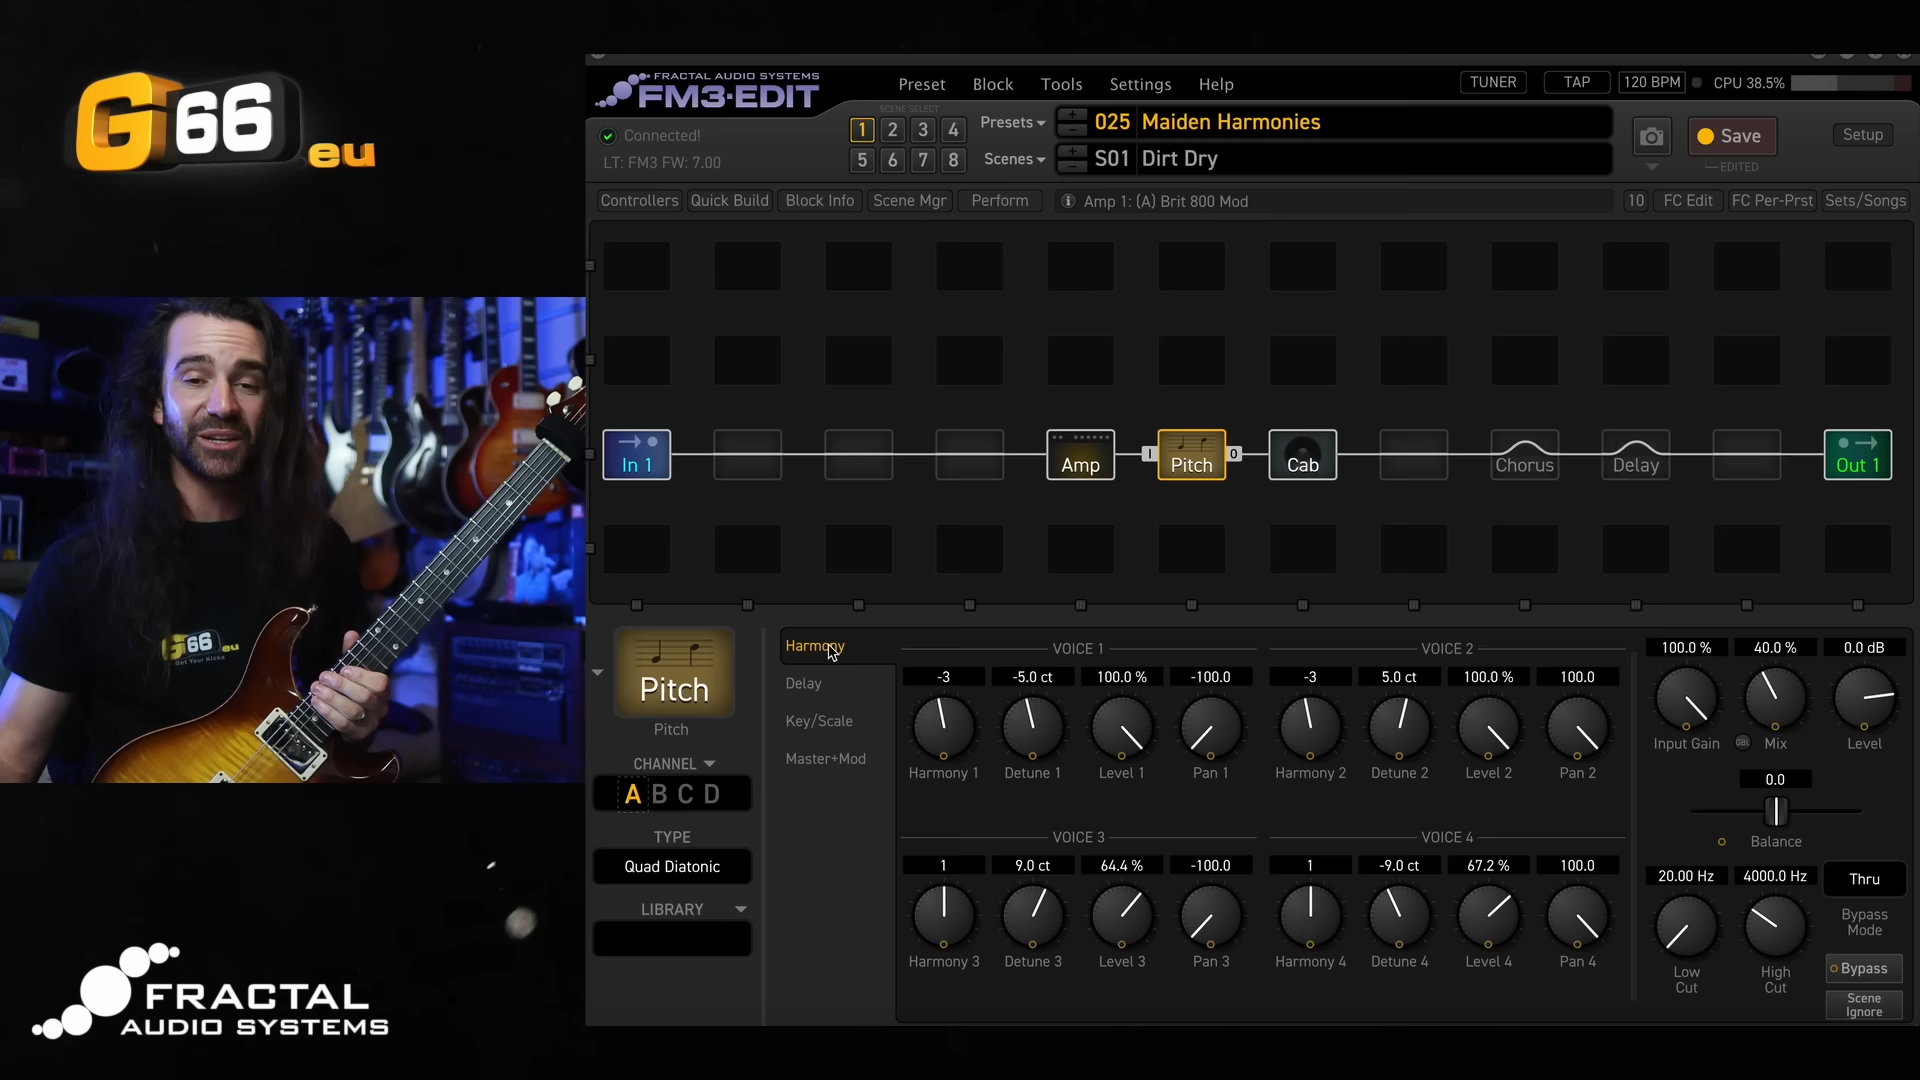 G66.eu
FRACTAL AUDIO SYSTEMS
FM3-EDIT
Preset Block Tools Settings Help
TUNER TAP 120 BPM CPU 38.5%
Connected!
LT: FM3 FW: 7.00
SCENE SELECT
1 2 3 4
5 6 7 8
Presets 025 Maiden Harmonies
Scenes S01 Dirt Dry
Save
EDITED
Setup
Controllers Quick Build Block Info Scene Mgr Perform Amp 1: (A) Brit 800 Mod 10 FC Edit FC Per-Prst Sets/Songs
In 1 Amp I Pitch O Cab Chorus Delay Out 1
G66.eu
Got Your Kicks
Pitch
Pitch
CHANNEL
A B C D
TYPE
Quad Diatonic
LIBRARY
Harmony
Delay
Key/Scale
Master+Mod
VOICE 1
-3 -5.0 ct 100.0 % -100.0
Harmony 1 Detune 1 Level 1 Pan 1
VOICE 2
-3 5.0 ct 100.0 % 100.0
Harmony 2 Detune 2 Level 2 Pan 2
VOICE 3
1 9.0 ct 64.4 % -100.0
Harmony 3 Detune 3 Level 3 Pan 3
VOICE 4
1 -9.0 ct 67.2 % 100.0
Harmony 4 Detune 4 Level 4 Pan 4
100.0 % 40.0 % 0.0 dB
Input Gain GBL Mix Level
0.0
Balance
20.00 Hz 4000.0 Hz Thru
Low Cut High Cut Bypass Mode
Bypass
Scene Ignore
FRACTAL
AUDIO SYSTEMS